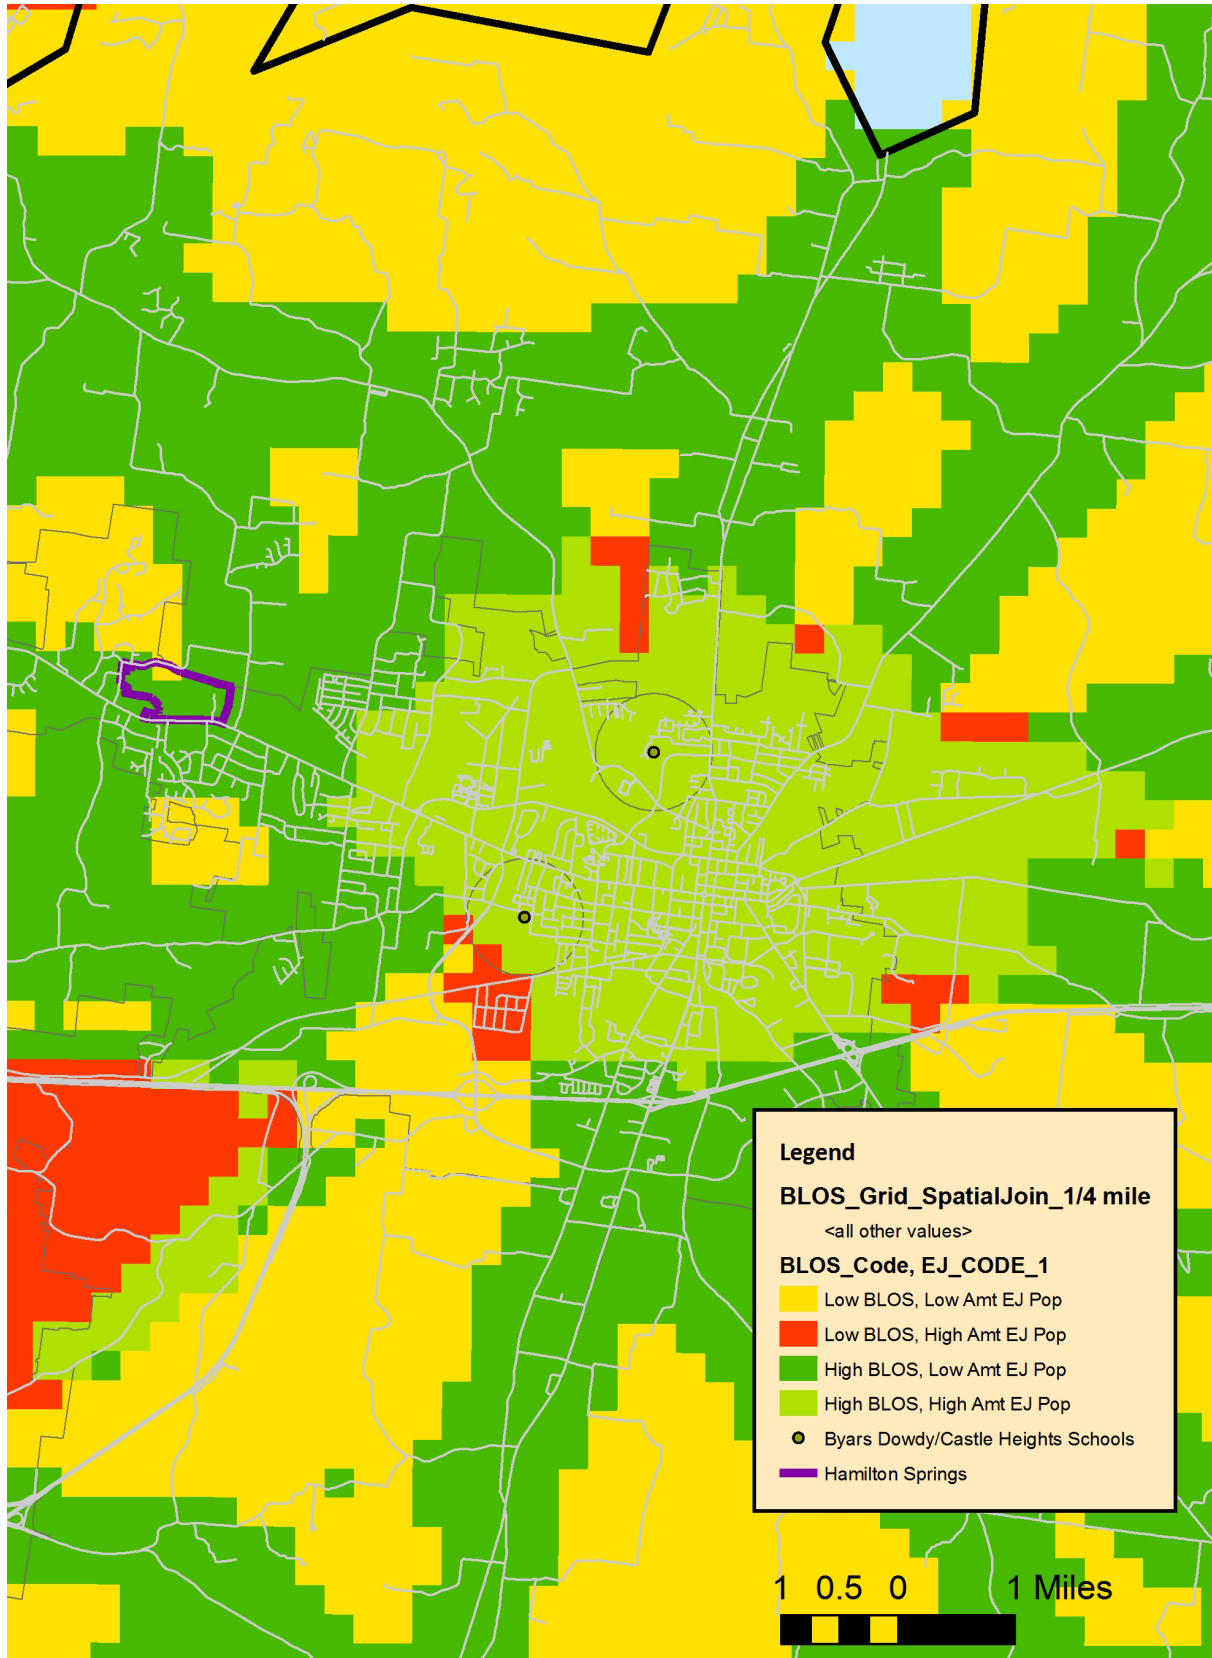 Legend
BLOS_Grid_SpatialJoin_1/4 mile
<all other values>
BLOS_Code, EJ_CODE_1
Low BLOS, Low Amt EJ Pop
Low BLOS, High Amt EJ Pop
High BLOS, Low Amt EJ Pop
High BLOS, High Amt EJ Pop
Byars Dowdy/Castle Heights Schools
Hamilton Springs
1 0.5 0 1 Miles